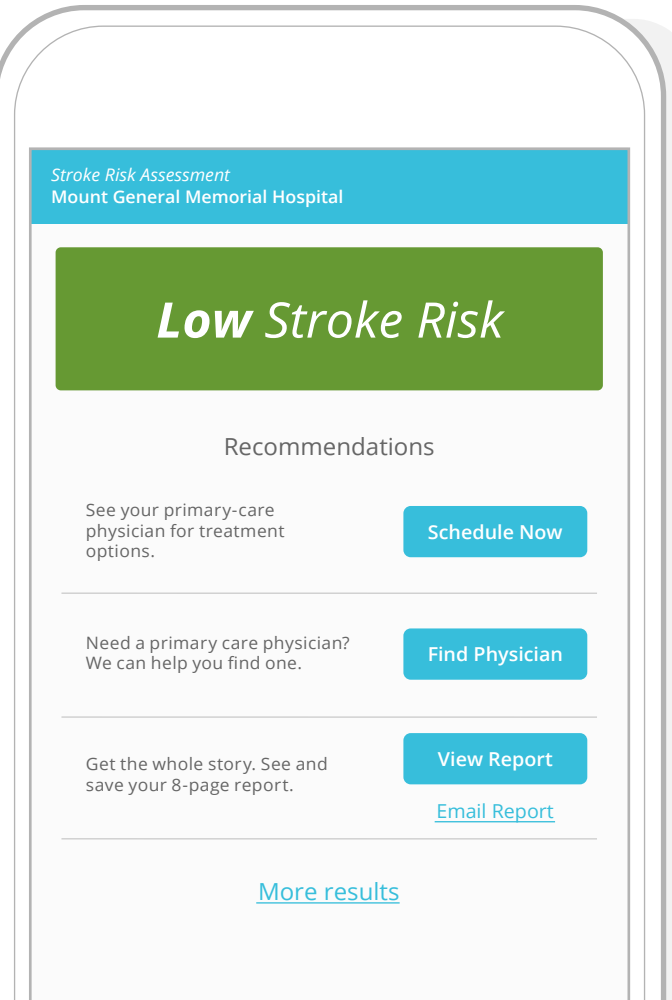 Stroke Risk Assessment
Mount General Memorial Hospital
Low Stroke Risk
Recommendations
See your primary-care
physician for treatment
options.
Schedule Now
Need a primary care physician?
We can help you find one.
Find Physician
Get the whole story. See and
save your 8-page report.
View Report
Email Report
More results